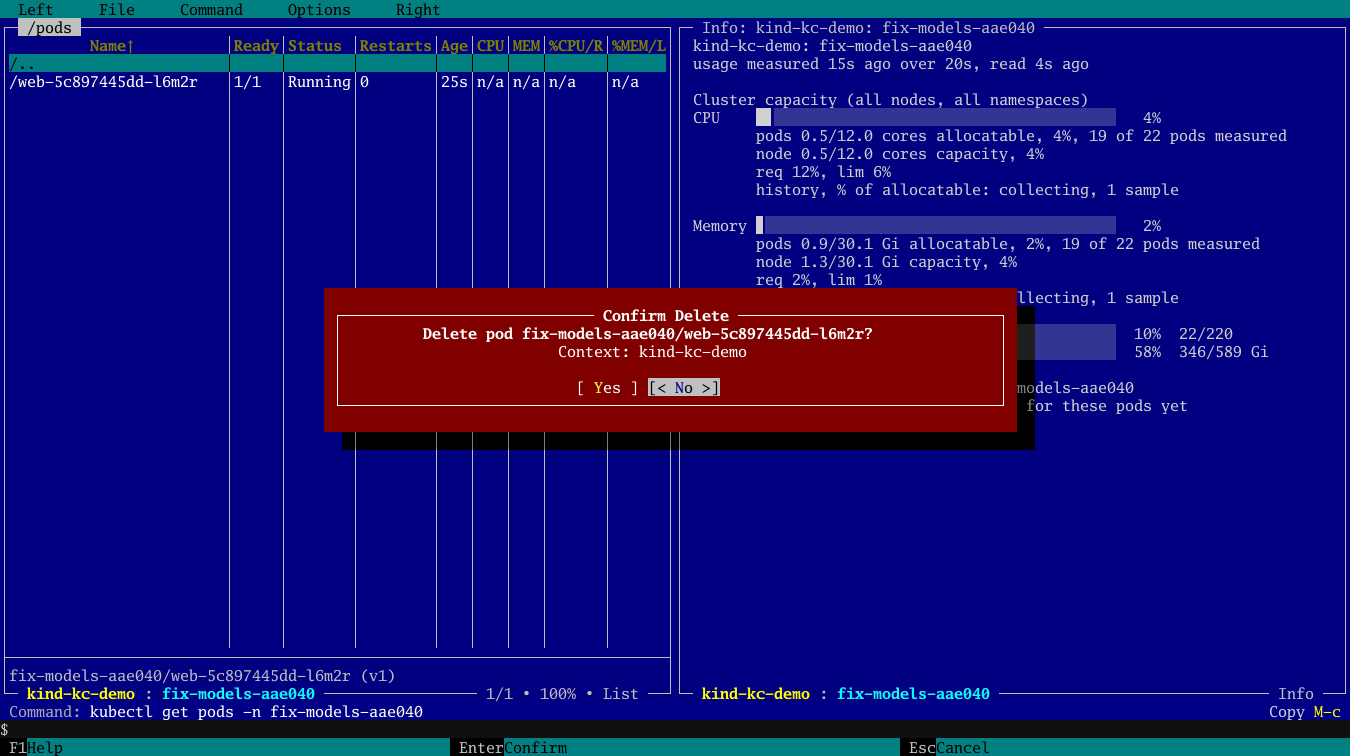 Left File Command Options Right
/pods
Name↑ Ready Status Restarts Age CPU MEM %CPU/R %MEM/L
/..
/web-5c897445dd-l6m2r 1/1 Running 0 25s n/a n/a n/a n/a
fix-models-aae040/web-5c897445dd-l6m2r (v1)
kind-kc-demo : fix-models-aae040 1/1 • 100% • List
Info: kind-kc-demo: fix-models-aae040
kind-kc-demo: fix-models-aae040
usage measured 15s ago over 20s, read 4s ago
Cluster capacity (all nodes, all namespaces)
CPU 4%
pods 0.5/12.0 cores allocatable, 4%, 19 of 22 pods measured
node 0.5/12.0 cores capacity, 4%
req 12%, lim 6%
history, % of allocatable: collecting, 1 sample
Memory 2%
pods 0.9/30.1 Gi allocatable, 2%, 19 of 22 pods measured
node 1.3/30.1 Gi capacity, 4%
req 2%, lim 1%
llecting, 1 sample
10% 22/220
58% 346/589 Gi
models-aae040
for these pods yet
kind-kc-demo : fix-models-aae040 Info
Confirm Delete
Delete pod fix-models-aae040/web-5c897445dd-l6m2r?
Context: kind-kc-demo
[ Yes ] [< No >]
Command: kubectl get pods -n fix-models-aae040 Copy M-c
$
F1Help EnterConfirm EscCancel